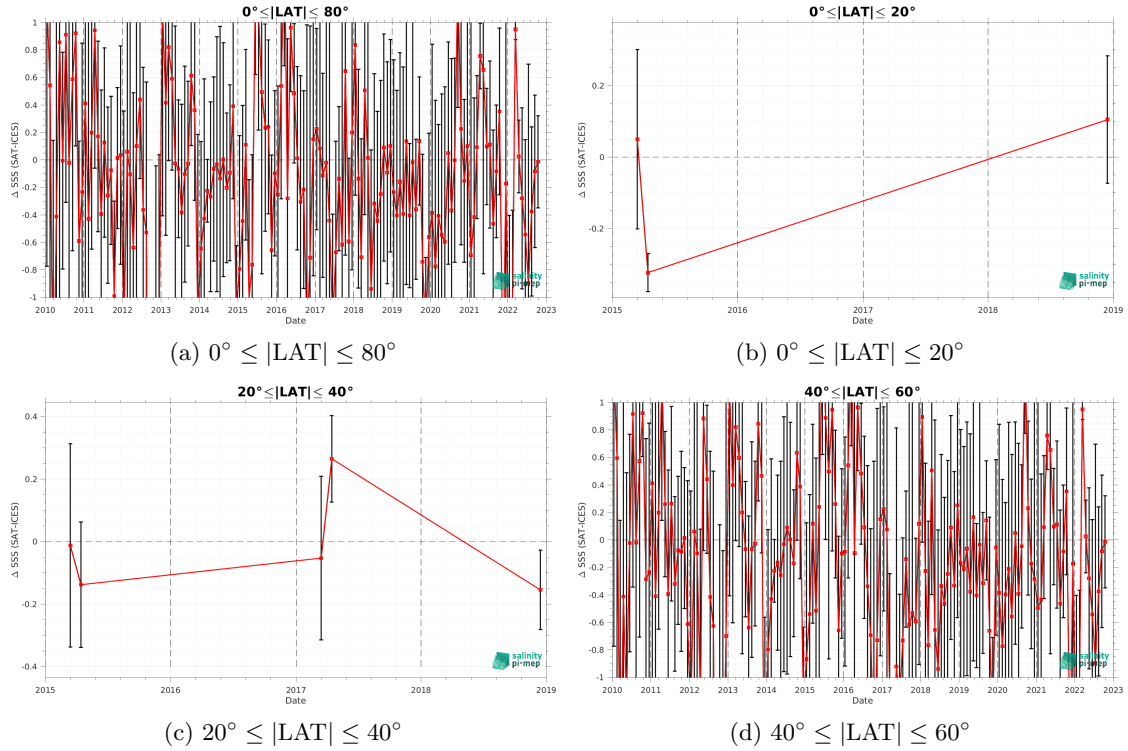 0°≤|LAT|≤ 80°
Δ SSS (SAT-ICES)
1
0.8
0.6
0.4
0.2
0
-0.2
-0.4
-0.6
-0.8
-1
salinity
pi-mep
2010 2011 2012 2013 2014 2015 2016 2017 2018 2019 2020 2021 2022 2023
Date
(a) 0° ≤ |LAT| ≤ 80°
0°≤|LAT|≤ 20°
Δ SSS (SAT-ICES)
0.2
0
-0.2
salinity
pi-mep
2015 2016 2017 2018 2019
Date
(b) 0° ≤ |LAT| ≤ 20°
20°≤|LAT|≤ 40°
Δ SSS (SAT-ICES)
0.4
0.2
0
-0.2
-0.4
salinity
pi-mep
2015 2016 2017 2018 2019
Date
(c) 20° ≤ |LAT| ≤ 40°
40°≤|LAT|≤ 60°
Δ SSS (SAT-ICES)
1
0.8
0.6
0.4
0.2
0
-0.2
-0.4
-0.6
-0.8
-1
salinity
pi-mep
2010 2011 2012 2013 2014 2015 2016 2017 2018 2019 2020 2021 2022 2023
Date
(d) 40° ≤ |LAT| ≤ 60°